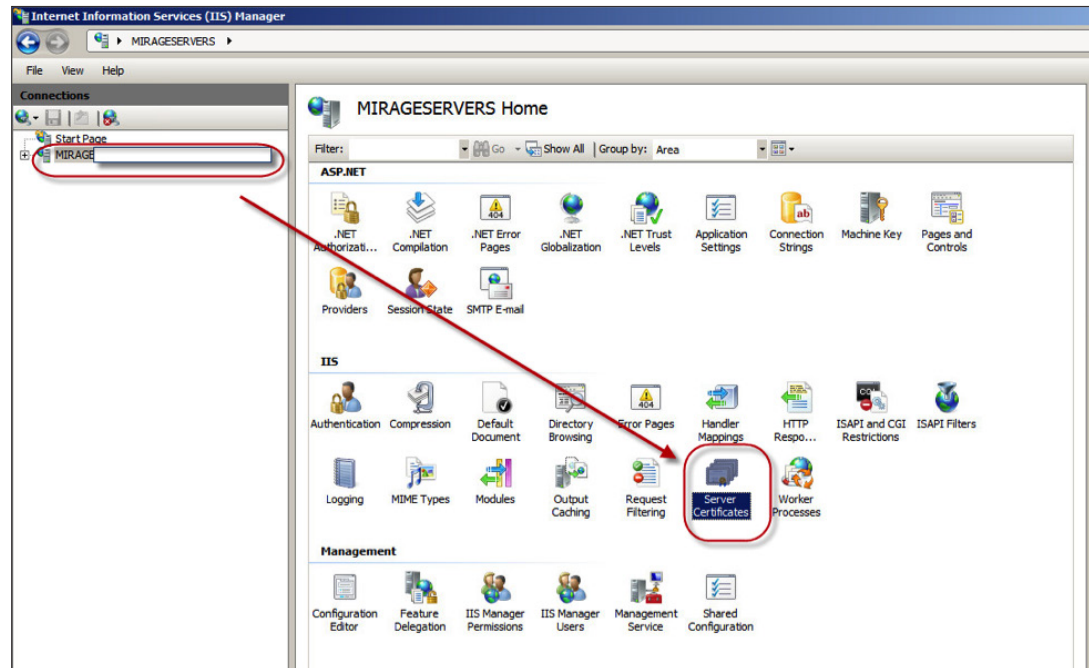 Internet Information Services (IIS) Manager
MIRAGESERVERS
File View Help
Connections
Start Page
MIRAGE
MIRAGESERVERS Home
Filter: Go Show All Group by: Area
ASP.NET
.NET Authorizati...
.NET Compilation
.NET Error Pages
.NET Globalization
.NET Trust Levels
Application Settings
Connection Strings
Machine Key
Pages and Controls
Providers
Session State
SMTP E-mail
IIS
Authentication
Compression
Default Document
Directory Browsing
Error Pages
Handler Mappings
HTTP Respo...
ISAPI and CGI Restrictions
ISAPI Filters
Logging
MIME Types
Modules
Output Caching
Request Filtering
Server Certificates
Worker Processes
Management
Configuration Editor
Feature Delegation
IIS Manager Permissions
IIS Manager Users
Management Service
Shared Configuration